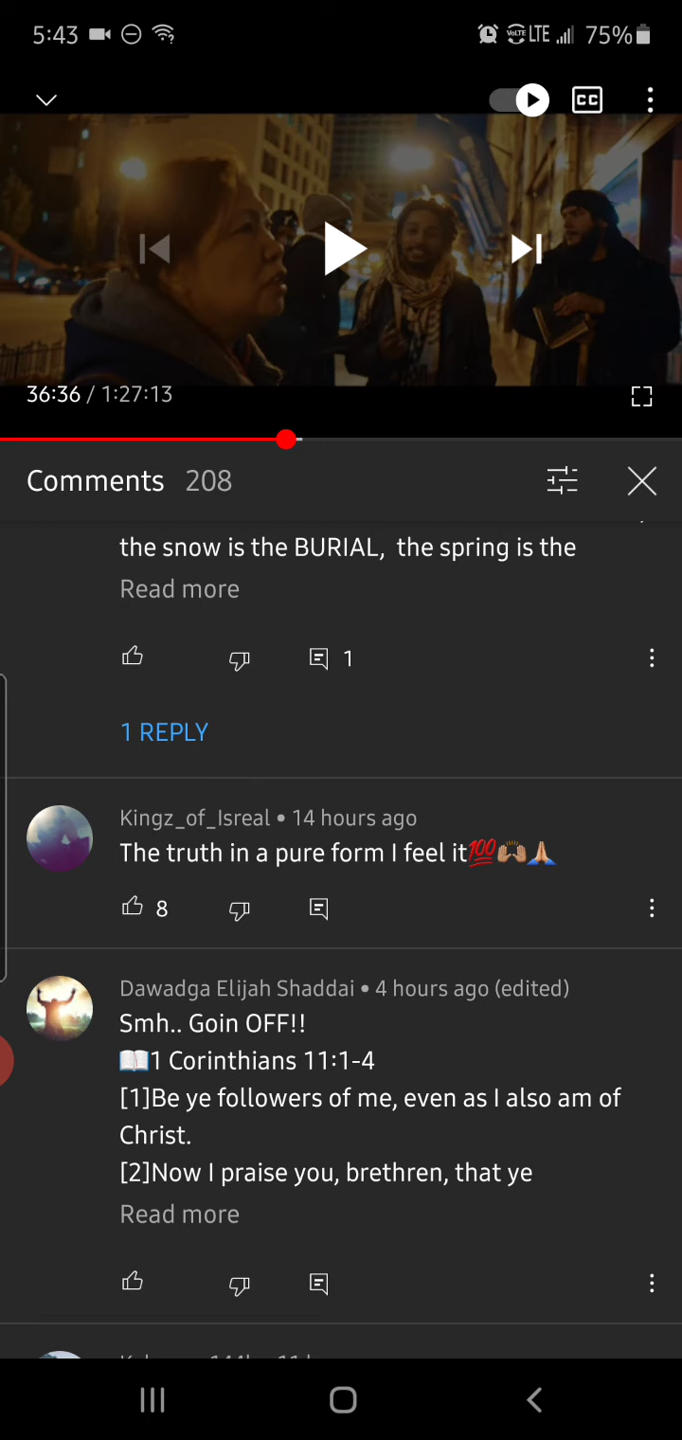 5:43 VoLTE LTE 75%
CC
36:36 / 1:27:13
Comments 208
the snow is the BURIAL, the spring is the
Read more
1
1 REPLY
Kingz_of_Isreal • 14 hours ago
The truth in a pure form I feel it💯🙌🏽🙏🏽
8
Dawadga Elijah Shaddai • 4 hours ago (edited)
Smh.. Goin OFF!!
📖1 Corinthians 11:1-4
[1]Be ye followers of me, even as I also am of
Christ.
[2]Now I praise you, brethren, that ye
Read more